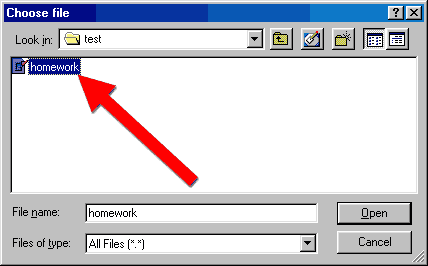 Choose file
Look in: test
homework
File name: homework
Open
Files of type: All Files (*.*)
Cancel